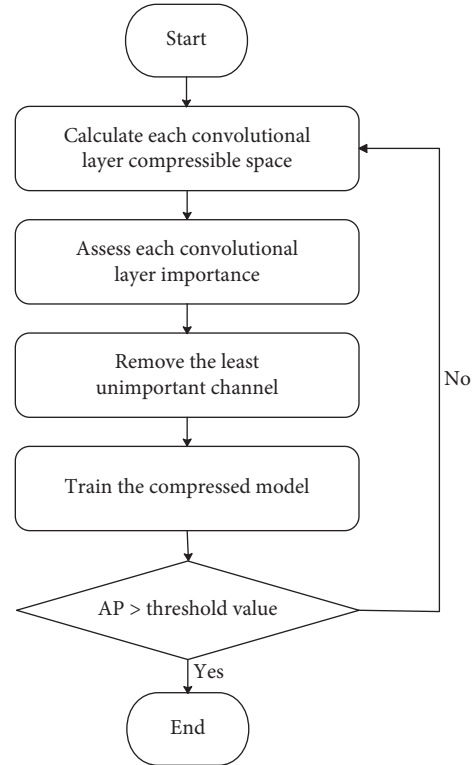 Start
Calculate each convolutional
layer compressible space
Assess each convolutional
layer importance
Remove the least
unimportant channel
No
Train the compressed model
AP > threshold value
Yes
End